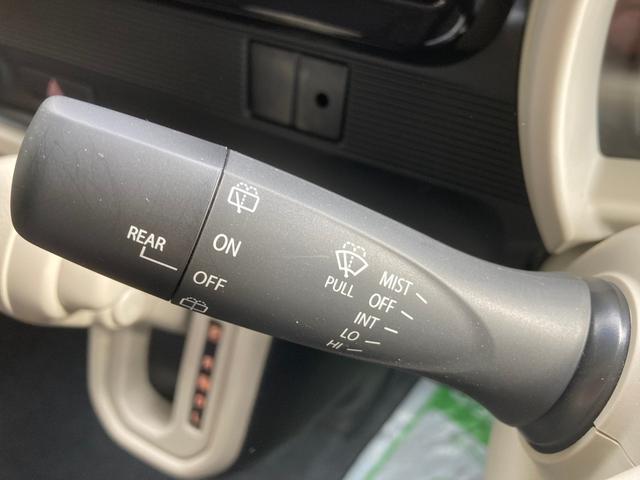 REAR
ON
OFF
PULL
MIST
OFF
INT
LO
HI